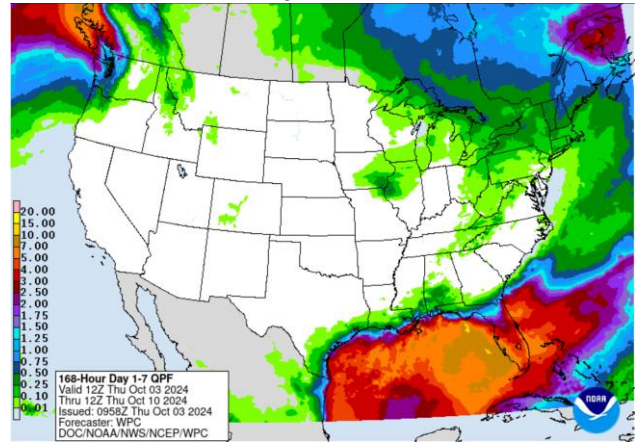 20.00
15.00
10.00
7.00
5.00
4.00
3.00
2.50
2.00
1.75
1.50
1.25
1.00
0.75
0.50
0.25
0.10
0.01
168-Hour Day 1-7 QPF
Valid 12Z Thu Oct 03 2024
Thru 12Z Thu Oct 10 2024
Issued: 0958Z Thu Oct 03 2024
Forecaster: WPC
DOC/NOAA/NWS/NCEP/WPC
NOAA